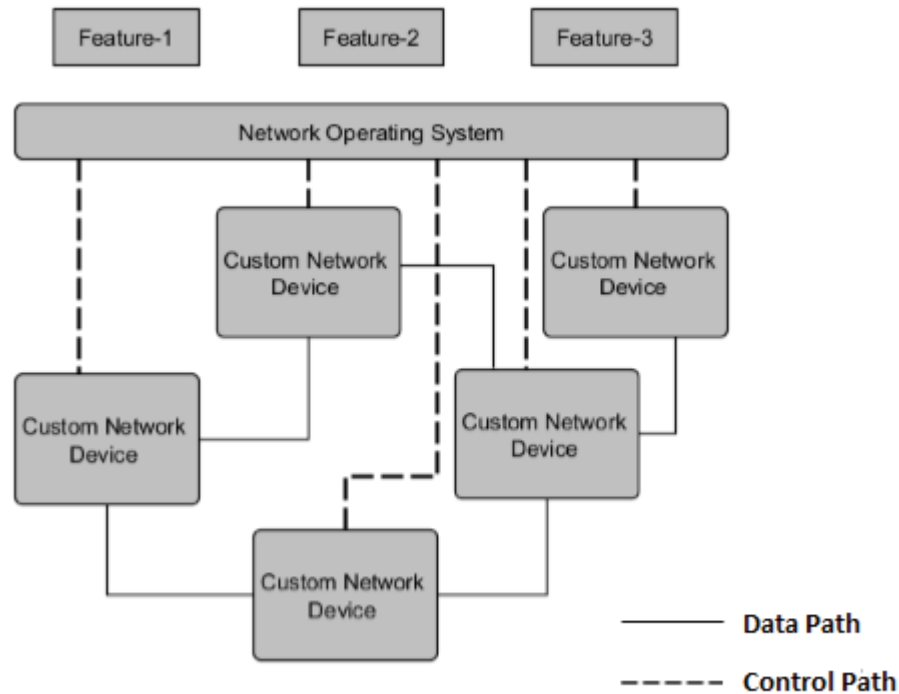 Feature-1
Feature-2
Feature-3
Network Operating System
Custom Network
Device
Custom Network
Device
Custom Network
Device
Custom Network
Device
Custom Network
Device
Data Path
Control Path